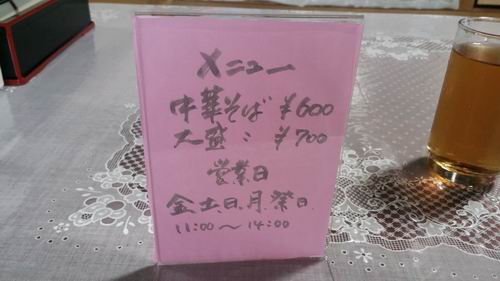 メニュー
中華そば ¥600
大盛: ¥700
営業日
金.土.日.月.祭日.
11:00〜14:00